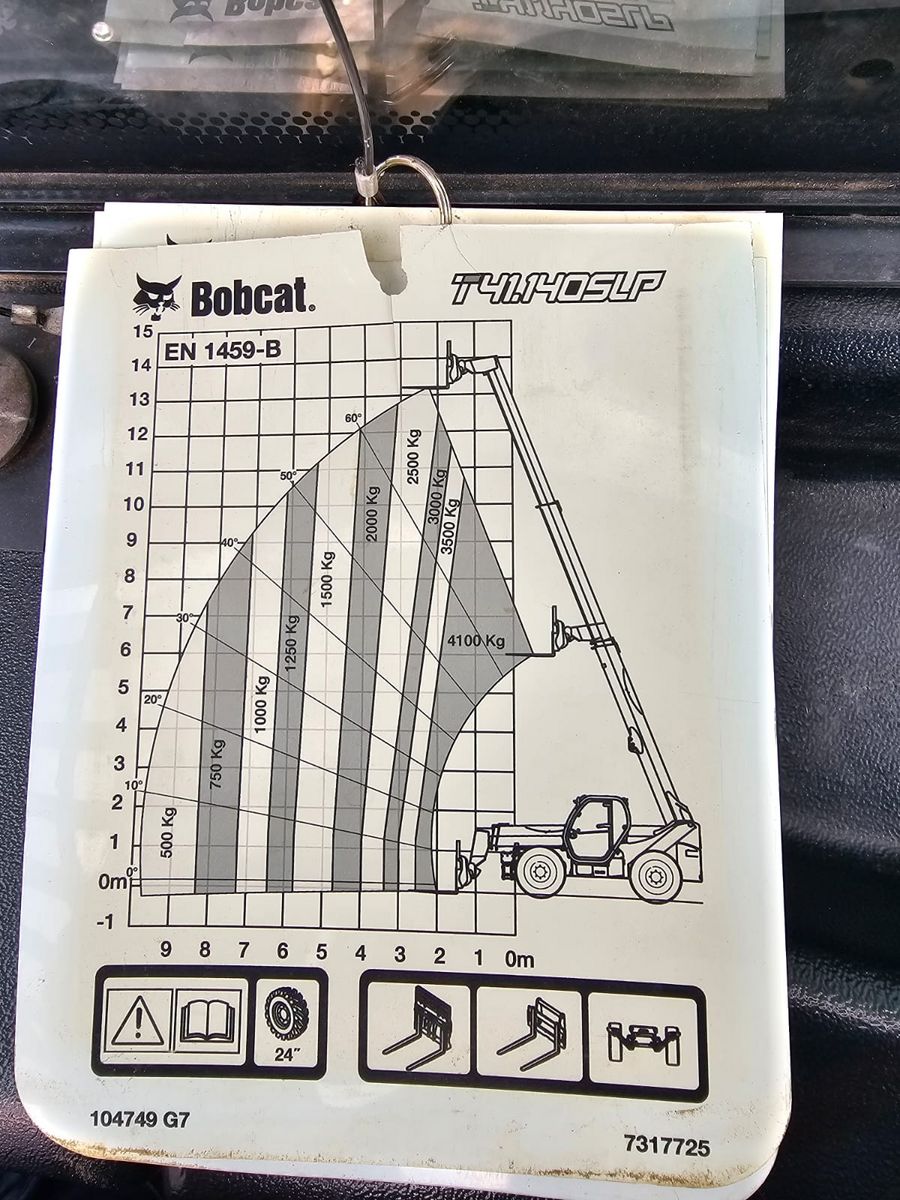 Bobcat
Bobcat.
T41.140SLP
15
EN 1459-B
14
13
12
11
10
9
8
7
6
5
4
3
2
1
0m
-1
60°
50°
40°
30°
20°
10°
0°
500 Kg
750 Kg
1000 Kg
1250 Kg
1500 Kg
2000 Kg
2500 Kg
3000 Kg
3500 Kg
4100 Kg
9 8 7 6 5 4 3 2 1 0m
24″
104749 G7
7317725